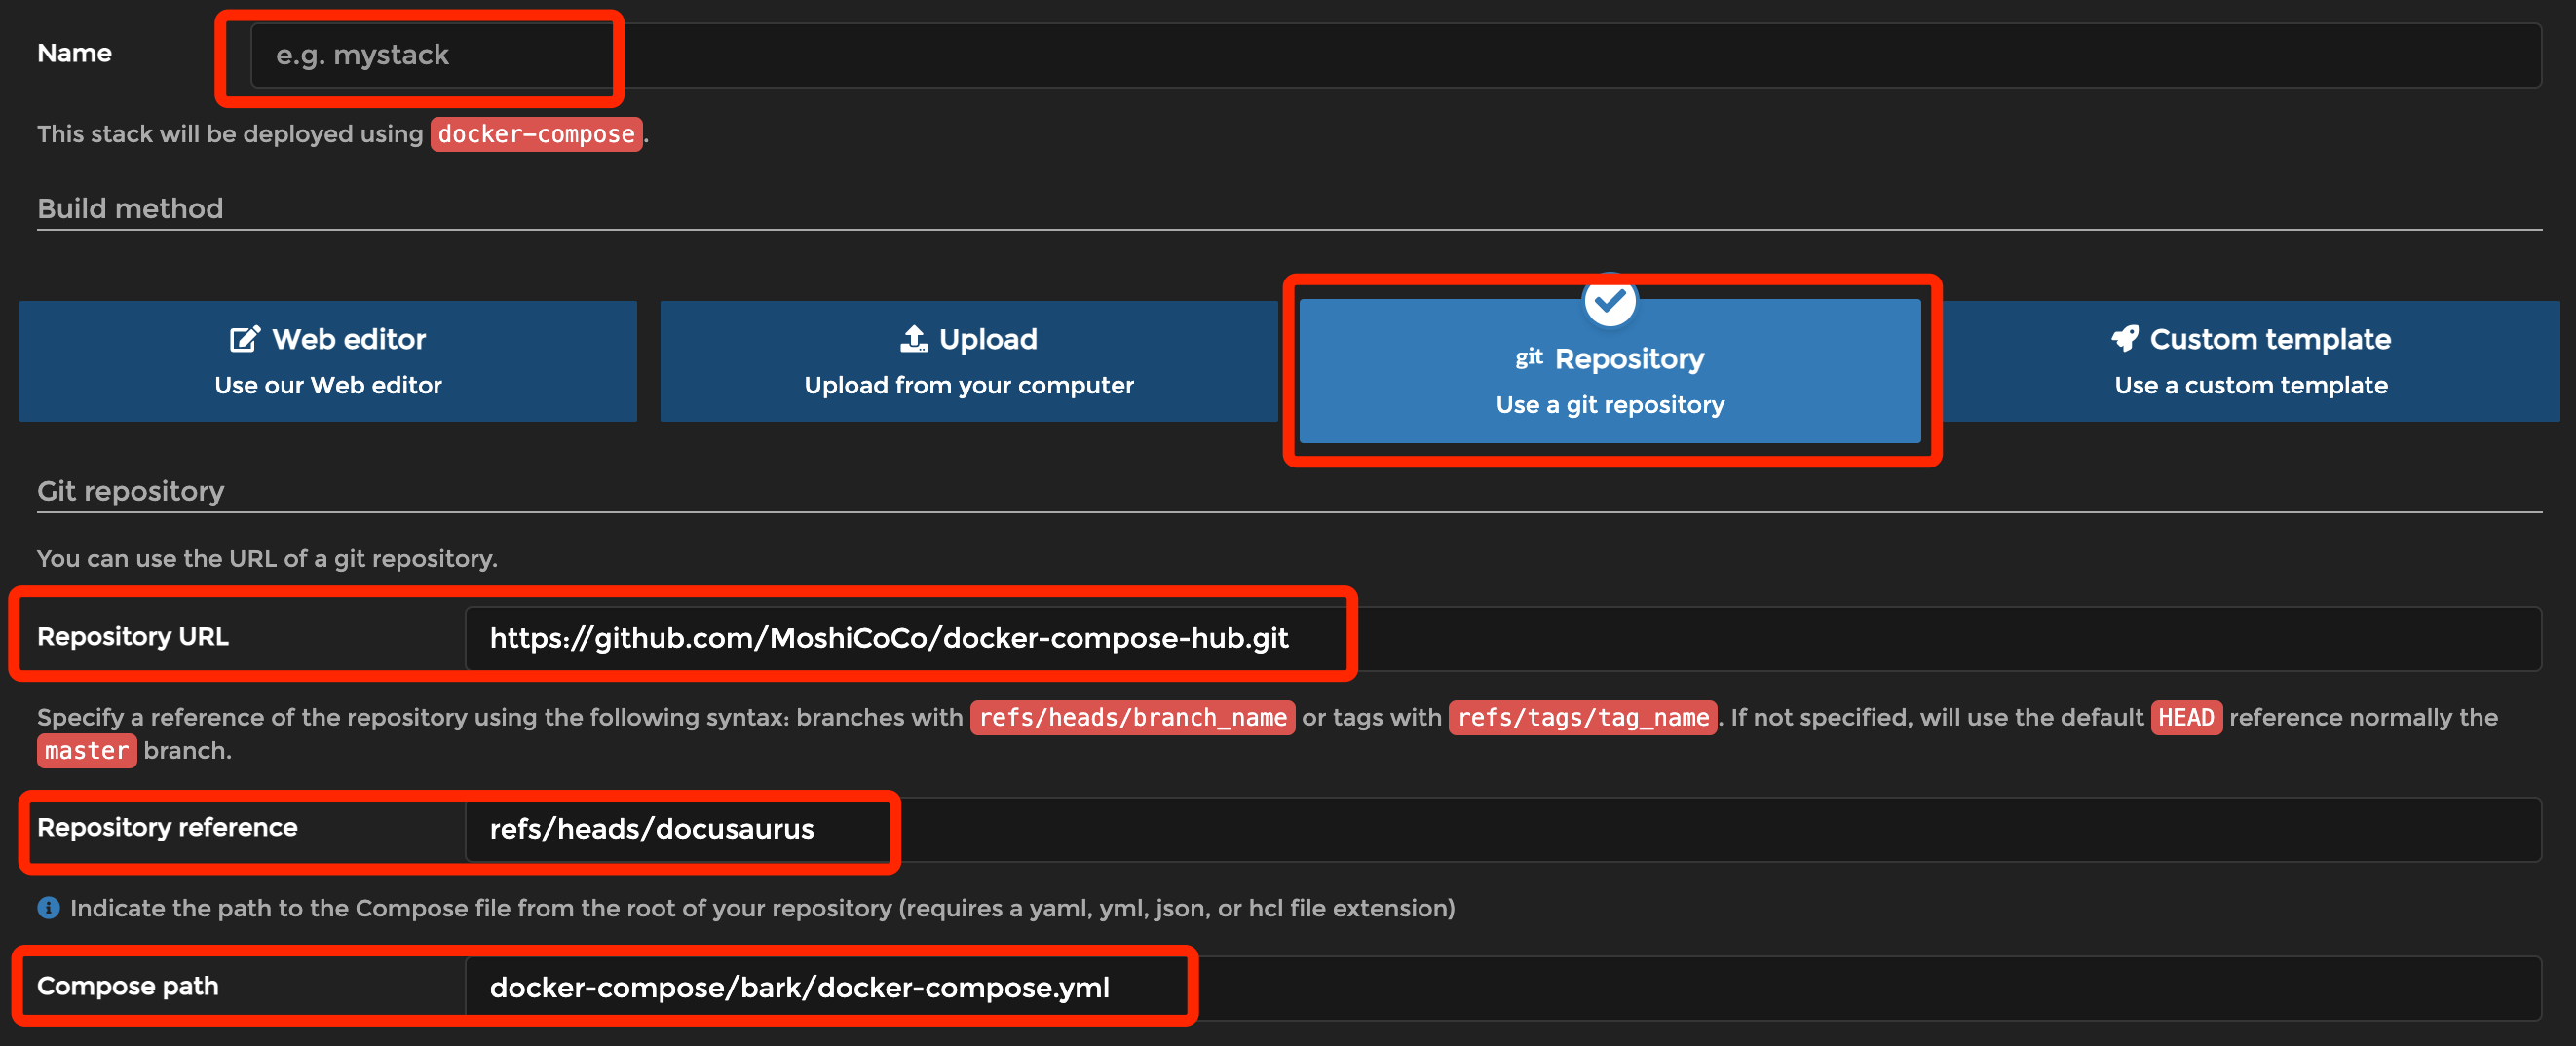 Name
e.g. mystack
This stack will be deployed using docker-compose.
Build method
Web editor
Use our Web editor
Upload
Upload from your computer
git Repository
Use a git repository
Custom template
Use a custom template
Git repository
You can use the URL of a git repository.
Repository URL
https://github.com/MoshiCoCo/docker-compose-hub.git
Specify a reference of the repository using the following syntax: branches with refs/heads/branch_name or tags with refs/tags/tag_name. If not specified, will use the default HEAD reference normally the
master branch.
Repository reference
refs/heads/docusaurus
Indicate the path to the Compose file from the root of your repository (requires a yaml, yml, json, or hcl file extension)
Compose path
docker-compose/bark/docker-compose.yml